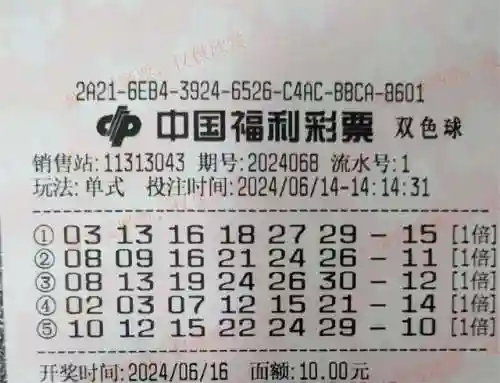 2A21-6EB4-3924-6526-C4AC-B8CA-8601
中国福利彩票 双色球
销售站:11313043 期号:2024068 流水号:1
玩法:单式 投注时间:2024/06/14-14:14:31
① 03 13 16 18 27 29 - 15 [1倍]
② 08 09 16 21 24 26 - 11 [1倍]
③ 08 13 19 24 26 30 - 12 [1倍]
④ 02 03 07 12 15 21 - 14 [1倍]
⑤ 10 12 15 22 24 29 - 10 [1倍]
开奖时间:2024/06/16 面额:10.00元